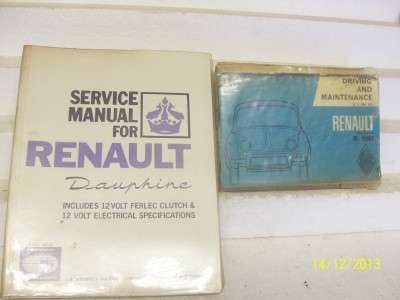 SERVICE
MANUAL
FOR
RENAULT
Dauphine
INCLUDES 12 VOLT FERLEC CLUTCH &
12 VOLT ELECTRICAL SPECIFICATIONS
DRIVING
AND
MAINTENANCE
RENAULT
14/12/2013